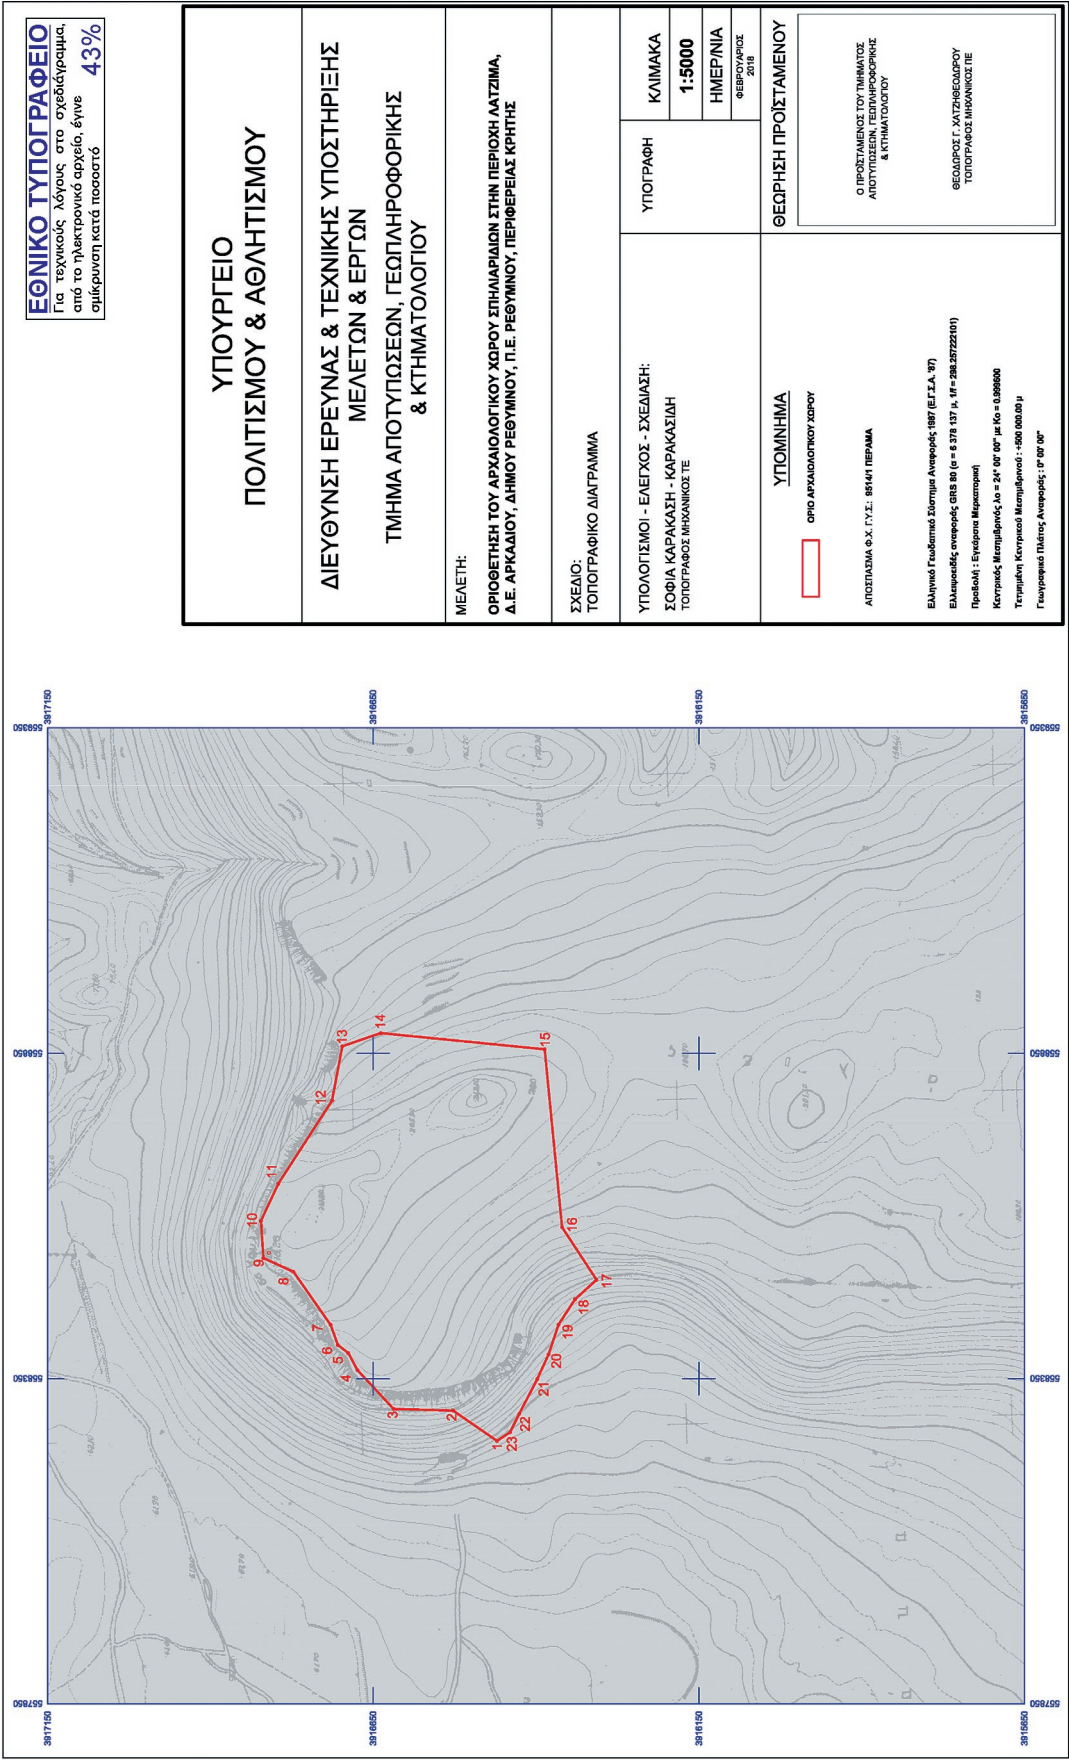 ΕΘΝΙΚΟ ΤΥΠΟΓΡΑΦΕΙΟ
Για τεχνικούς λόγους στο σχεδιάγραμμα,
από το ηλεκτρονικό αρχείο, έγινε
σμίκρυνση κατά ποσοστό 43%
ΥΠΟΥΡΓΕΙΟ
ΠΟΛΙΤΙΣΜΟΥ & ΑΘΛΗΤΙΣΜΟΥ
ΔΙΕΥΘΥΝΣΗ ΕΡΕΥΝΑΣ & ΤΕΧΝΙΚΗΣ ΥΠΟΣΤΗΡΙΞΗΣ
ΜΕΛΕΤΩΝ & ΕΡΓΩΝ
ΤΜΗΜΑ ΑΠΟΤΥΠΩΣΕΩΝ, ΓΕΩΠΛΗΡΟΦΟΡΙΚΗΣ
& ΚΤΗΜΑΤΟΛΟΓΙΟΥ
ΜΕΛΕΤΗ:
ΟΡΙΟΘΕΤΗΣΗ ΤΟΥ ΑΡΧΑΙΟΛΟΓΙΚΟΥ ΧΩΡΟΥ ΣΠΗΛΙΑΡΙΔΙΩΝ ΣΤΗΝ ΠΕΡΙΟΧΗ ΛΑΤΖΙΜΑ,
Δ.Ε. ΑΡΚΑΔΙΟΥ, ΔΗΜΟΥ ΡΕΘΥΜΝΟΥ, Π.Ε. ΡΕΘΥΜΝΟΥ, ΠΕΡΙΦΕΡΕΙΑΣ ΚΡΗΤΗΣ
ΣΧΕΔΙΟ:
ΤΟΠΟΓΡΑΦΙΚΟ ΔΙΑΓΡΑΜΜΑ
ΥΠΟΛΟΓΙΣΜΟΙ - ΕΛΕΓΧΟΣ - ΣΧΕΔΙΑΣΗ:
ΣΟΦΙΑ ΚΑΡΑΚΑΣΗ - ΚΑΡΑΚΑΣΙΔΗ
ΤΟΠΟΓΡΑΦΟΣ ΜΗΧΑΝΙΚΟΣ ΤΕ
ΥΠΟΓΡΑΦΗ
ΚΛΙΜΑΚΑ
1:5000
ΗΜΕΡ/ΝΙΑ
ΦΕΒΡΟΥΑΡΙΟΣ
2018
ΥΠΟΜΝΗΜΑ
ΟΡΙΟ ΑΡΧΑΙΟΛΟΓΙΚΟΥ ΧΩΡΟΥ
ΑΠΟΣΠΑΣΜΑ Φ.Χ. Γ.Υ.Σ.: 9514/1 ΠΕΡΑΜΑ
Ελληνικό Γεωδαιτικό Σύστημα Αναφοράς 1987 (Ε.Γ.Σ.Α. '87)
Ελλειψοειδές αναφοράς GRS 80 (α = 6 378 137 μ, 1/f = 298.257222101)
Προβολή : Εγκάρσια Μερκατορική
Κεντρικός Μεσημβρινός λο = 24° 00' 00" με Κο = 0.999600
Τετμημένη Κεντρικού Μεσημβρινού : +500 000.00 μ
Γεωγραφικό Πλάτος Αναφοράς : 0° 00' 00"
ΘΕΩΡΗΣΗ ΠΡΟΪΣΤΑΜΕΝΟΥ
Ο ΠΡΟΪΣΤΑΜΕΝΟΣ ΤΟΥ ΤΜΗΜΑΤΟΣ
ΑΠΟΤΥΠΩΣΕΩΝ, ΓΕΩΠΛΗΡΟΦΟΡΙΚΗΣ
& ΚΤΗΜΑΤΟΛΟΓΙΟΥ
ΘΕΟΔΩΡΟΣ Γ. ΧΑΤΖΗΘΕΟΔΩΡΟΥ
ΤΟΠΟΓΡΑΦΟΣ ΜΗΧΑΝΙΚΟΣ ΠΕ
3917150
3916650
3916150
3915650
3917150
3916650
3916150
3915650
1
2
3
4
5
6
7
8
9
10
11
12
13
14
15
16
17
18
19
20
21
22
23